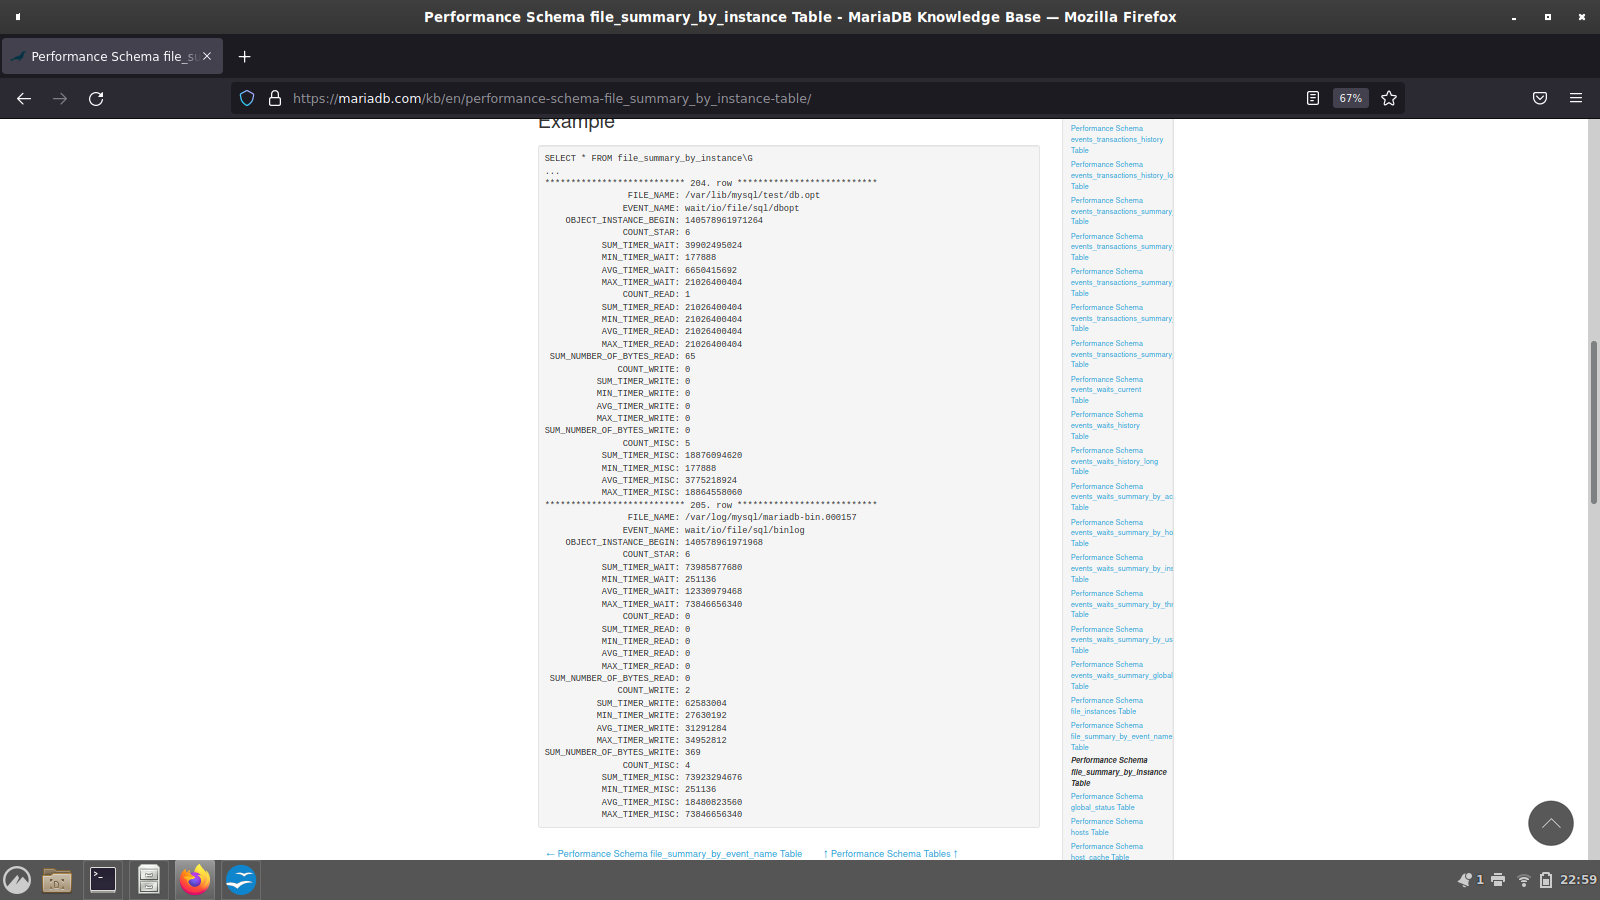 Performance Schema file_summary_by_instance Table - MariaDB Knowledge Base — Mozilla Firefox
Performance Schema file_su
https://mariadb.com/kb/en/performance-schema-file_summary_by_instance-table/
67%
Example
SELECT * FROM file_summary_by_instance\G
...
*************************** 204. row ***************************
FILE_NAME: /var/lib/mysql/test/db.opt
EVENT_NAME: wait/io/file/sql/dbopt
OBJECT_INSTANCE_BEGIN: 140578961971264
COUNT_STAR: 6
SUM_TIMER_WAIT: 39902495024
MIN_TIMER_WAIT: 177888
AVG_TIMER_WAIT: 6650415692
MAX_TIMER_WAIT: 21026400404
COUNT_READ: 1
SUM_TIMER_READ: 21026400404
MIN_TIMER_READ: 21026400404
AVG_TIMER_READ: 21026400404
MAX_TIMER_READ: 21026400404
SUM_NUMBER_OF_BYTES_READ: 65
COUNT_WRITE: 0
SUM_TIMER_WRITE: 0
MIN_TIMER_WRITE: 0
AVG_TIMER_WRITE: 0
MAX_TIMER_WRITE: 0
SUM_NUMBER_OF_BYTES_WRITE: 0
COUNT_MISC: 5
SUM_TIMER_MISC: 18876094620
MIN_TIMER_MISC: 177888
AVG_TIMER_MISC: 3775218924
MAX_TIMER_MISC: 18864558060
*************************** 205. row ***************************
FILE_NAME: /var/log/mysql/mariadb-bin.000157
EVENT_NAME: wait/io/file/sql/binlog
OBJECT_INSTANCE_BEGIN: 140578961971968
COUNT_STAR: 6
SUM_TIMER_WAIT: 73985877680
MIN_TIMER_WAIT: 251136
AVG_TIMER_WAIT: 12330979468
MAX_TIMER_WAIT: 73846656340
COUNT_READ: 0
SUM_TIMER_READ: 0
MIN_TIMER_READ: 0
AVG_TIMER_READ: 0
MAX_TIMER_READ: 0
SUM_NUMBER_OF_BYTES_READ: 0
COUNT_WRITE: 2
SUM_TIMER_WRITE: 62583004
MIN_TIMER_WRITE: 27630192
AVG_TIMER_WRITE: 31291284
MAX_TIMER_WRITE: 34952812
SUM_NUMBER_OF_BYTES_WRITE: 369
COUNT_MISC: 4
SUM_TIMER_MISC: 73923294676
MIN_TIMER_MISC: 251136
AVG_TIMER_MISC: 18480823560
MAX_TIMER_MISC: 73846656340
← Performance Schema file_summary_by_event_name Table
↑ Performance Schema Tables ↑
Performance Schema
events_transactions_history
Table
Performance Schema
events_transactions_history_lo
Table
Performance Schema
events_transactions_summary_
Table
Performance Schema
events_transactions_summary_
Table
Performance Schema
events_transactions_summary_
Table
Performance Schema
events_transactions_summary_
Table
Performance Schema
events_transactions_summary_
Table
Performance Schema
events_waits_current
Table
Performance Schema
events_waits_history
Table
Performance Schema
events_waits_history_long
Table
Performance Schema
events_waits_summary_by_ac
Table
Performance Schema
events_waits_summary_by_ho
Table
Performance Schema
events_waits_summary_by_ins
Table
Performance Schema
events_waits_summary_by_thr
Table
Performance Schema
events_waits_summary_by_us
Table
Performance Schema
events_waits_summary_global
Table
Performance Schema
file_instances Table
Performance Schema
file_summary_by_event_name
Table
Performance Schema
file_summary_by_instance
Table
Performance Schema
global_status Table
Performance Schema
hosts Table
Performance Schema
host_cache Table
1
22:59